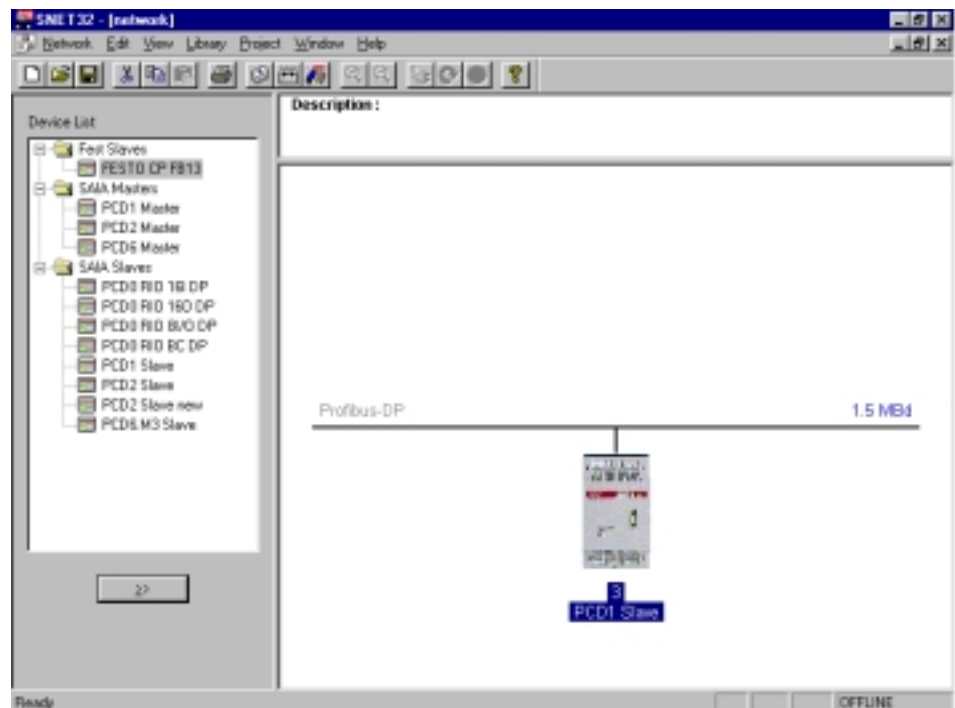 SNET32 - [network]
Network Edit View Library Project Window Help
Description :
Device List
Fest Slaves
FESTO CP FB13
SAIA Masters
PCD1 Master
PCD2 Master
PCD6 Master
SAIA Slaves
PCD0 RIO 16I DP
PCD0 RIO 16O DP
PCD0 RIO 8I/O DP
PCD0 RIO BC DP
PCD1 Slave
PCD2 Slave
PCD2 Slave new
PCD6.M3 Slave
Profibus-DP 1.5 MBd
3
PCD1 Slave
>>
Ready OFFLINE